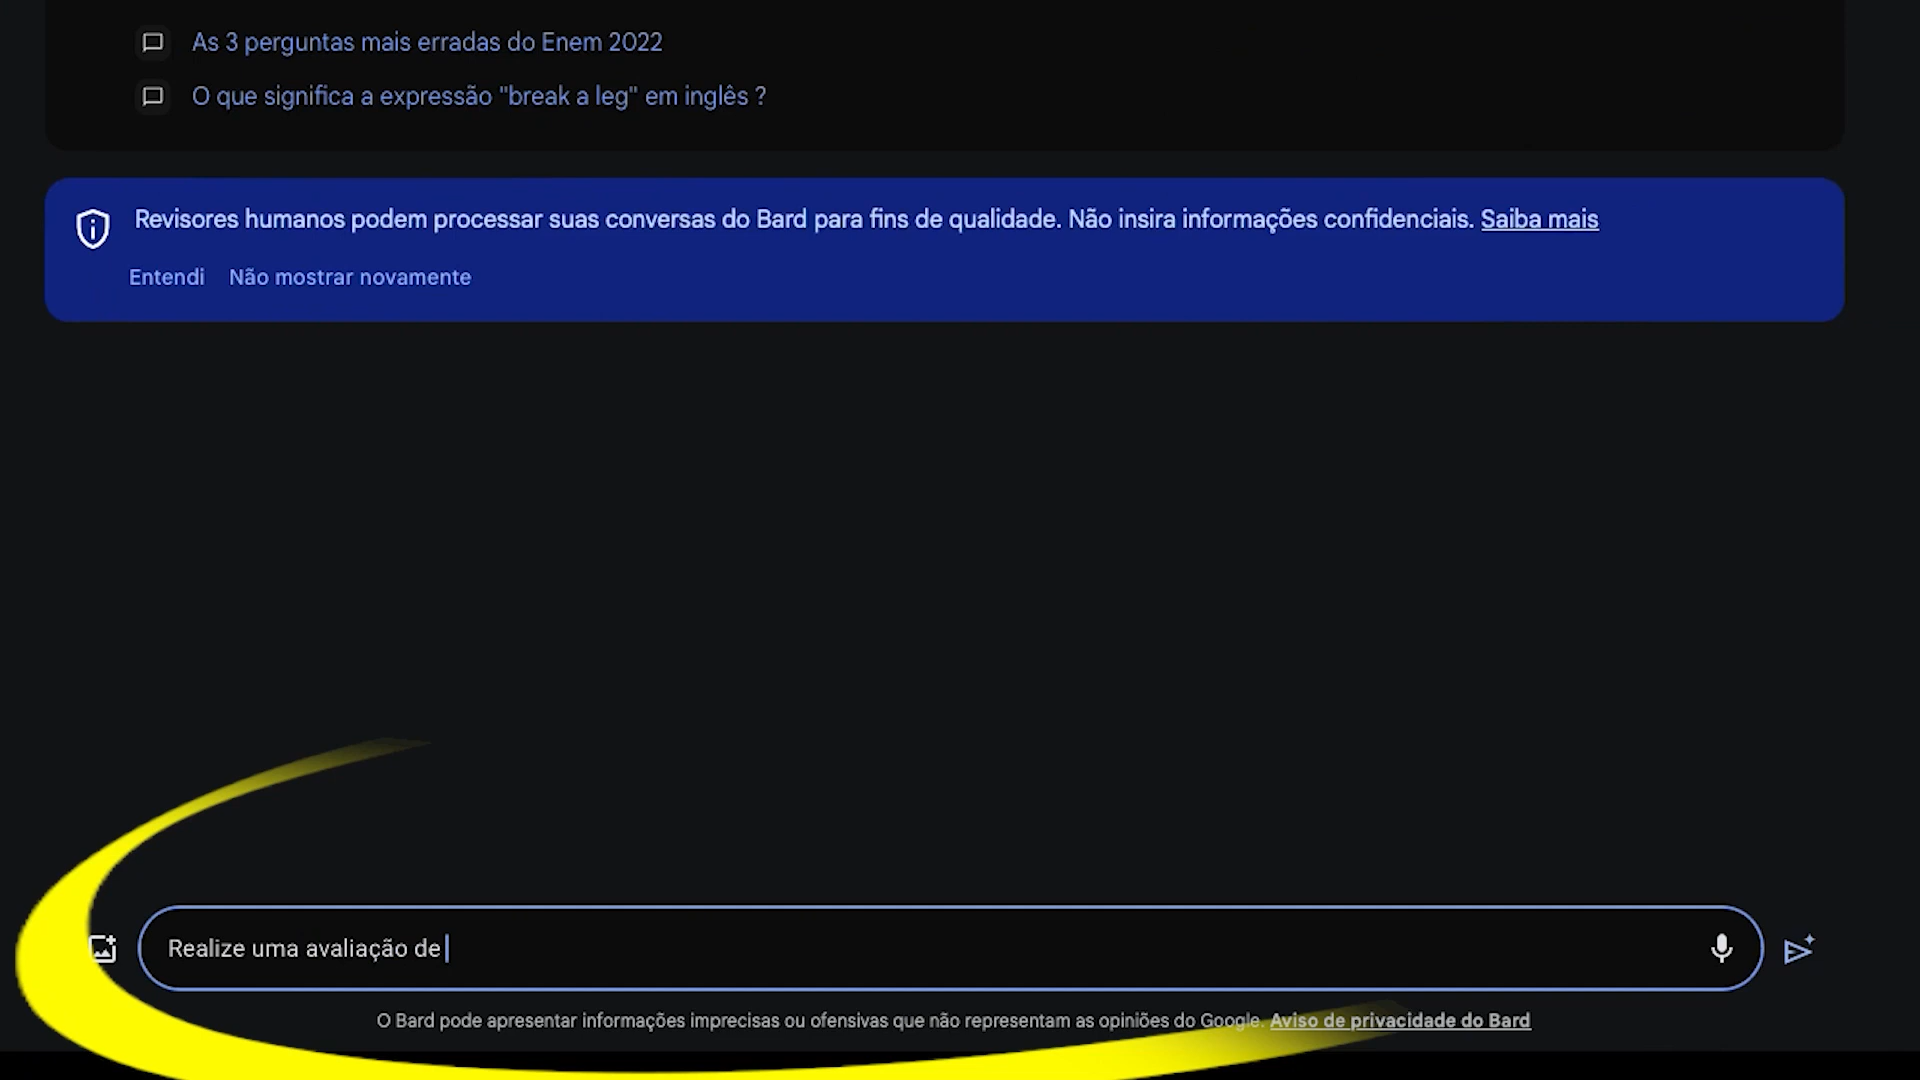 As 3 perguntas mais erradas do Enem 2022
O que significa a expressão "break a leg" em inglês ?
Revisores humanos podem processar suas conversas do Bard para fins de qualidade. Não insira informações confidenciais. Saiba mais
Entendi Não mostrar novamente
Realize uma avaliação de
O Bard pode apresentar informações imprecisas ou ofensivas que não representam as opiniões do Google. Aviso de privacidade do Bard